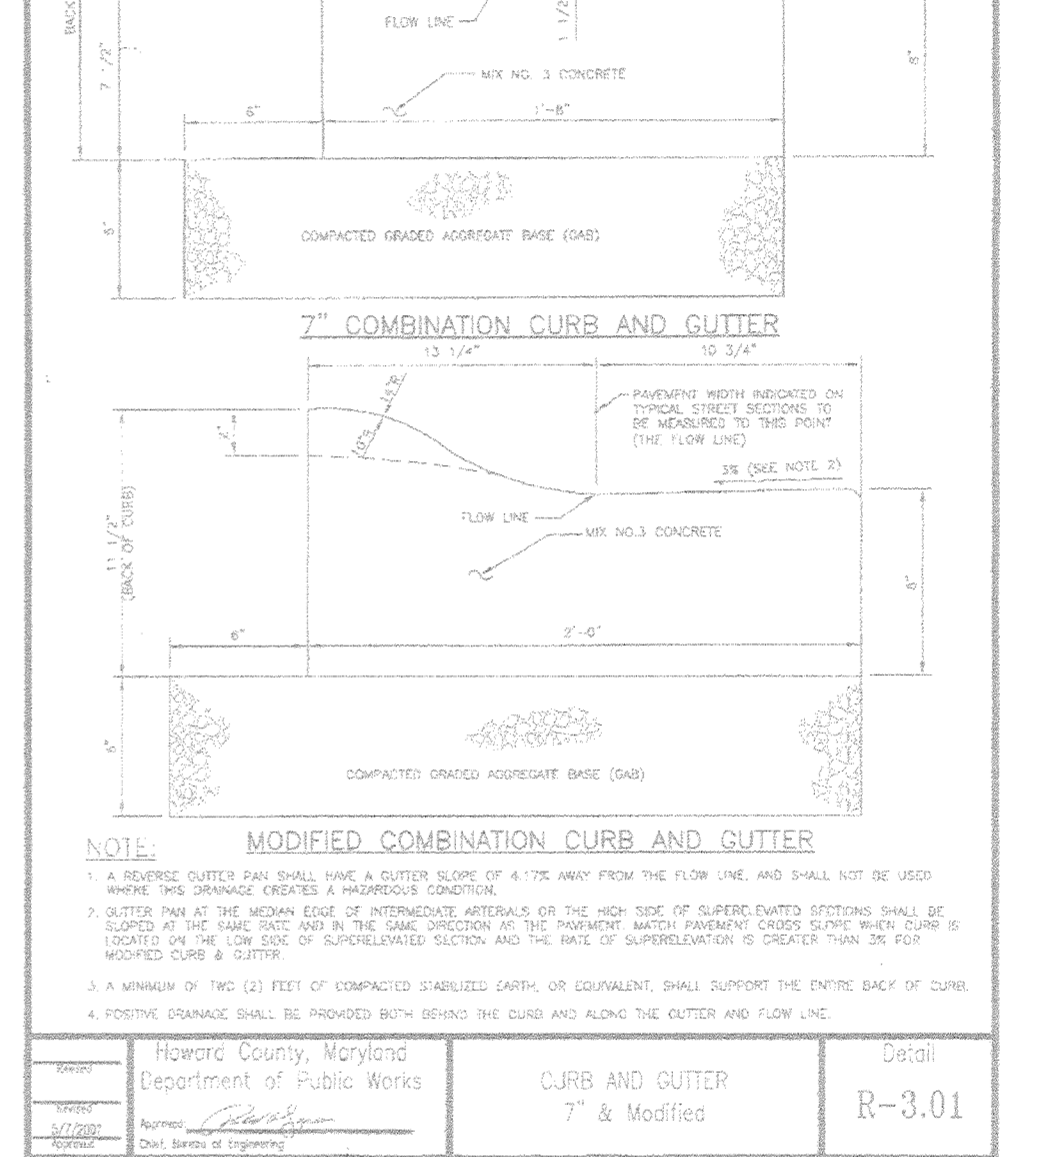 BACK
FLOW LINE
1 1/2
7 1/2"
8"
MIX NO. 3 CONCRETE
6"
1'-8"
6"
COMPACTED GRADED AGGREGATE BASE (GAB)
7" COMBINATION CURB AND GUTTER
13 1/4"
10 3/4"
PAVEMENT WIDTH INDICATED ON
TYPICAL STREET SECTIONS TO
BE MEASURED TO THIS POINT
(THE FLOW LINE)
2"
3% (SEE NOTE 2)
11 1/2"
(BACK OF CURB)
FLOW LINE
MIX NO.3 CONCRETE
8"
6"
2'-0"
6"
COMPACTED GRADED AGGREGATE BASE (GAB)
MODIFIED COMBINATION CURB AND GUTTER
NOTE:
1. A REVERSE GUTTER PAN SHALL HAVE A GUTTER SLOPE OF 4.17% AWAY FROM THE FLOW LINE, AND SHALL NOT BE USED
WHERE THIS DRAINAGE CREATES A HAZARDOUS CONDITION.
2. GUTTER PAN AT THE MEDIAN EDGE OF INTERMEDIATE ARTERIALS OR THE HIGH SIDE OF SUPERELEVATED SECTIONS SHALL BE
SLOPED AT THE SAME RATE AND IN THE SAME DIRECTION AS THE PAVEMENT. MATCH PAVEMENT CROSS SLOPE WHEN CURB IS
LOCATED ON THE LOW SIDE OF SUPERELEVATED SECTION AND THE RATE OF SUPERELEVATION IS GREATER THAN 3% FOR
MODIFIED CURB & GUTTER.
3. A MINIMUM OF TWO (2) FEET OF COMPACTED STABILIZED EARTH, OR EQUIVALENT, SHALL SUPPORT THE ENTIRE BACK OF CURB.
4. POSITIVE DRAINAGE SHALL BE PROVIDED BOTH BEHIND THE CURB AND ALONG THE GUTTER AND FLOW LINE.
Revised
Revised
5/7/2007
Approved
Howard County, Maryland
Department of Public Works
Approved:
Chief, Bureau of Engineering
CURB AND GUTTER
7" & Modified
Detail
R-3.01